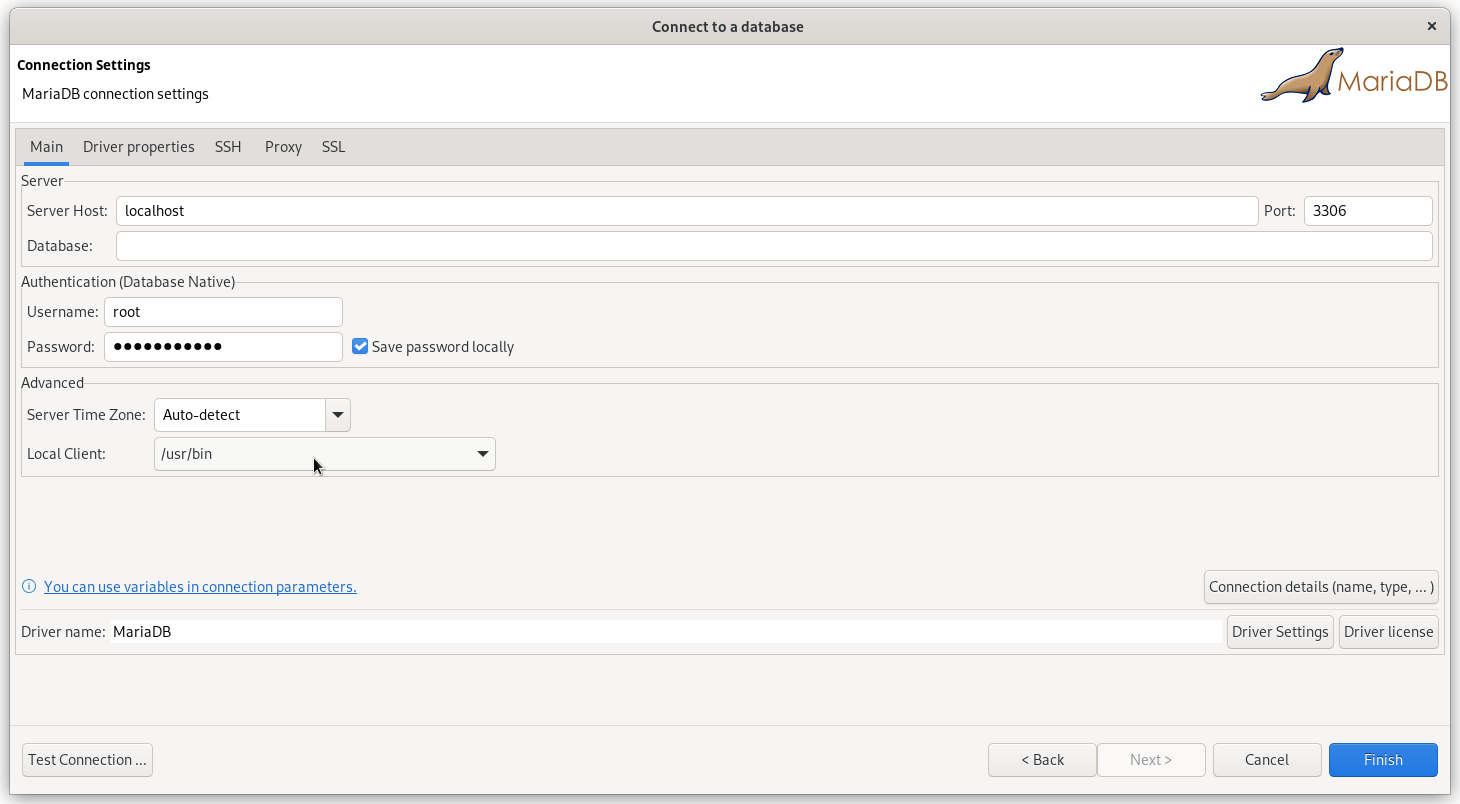 Connect to a database ×
Connection Settings
MariaDB connection settings
MariaDB
Main Driver properties SSH Proxy SSL
Server
Server Host: localhost Port: 3306
Database:
Authentication (Database Native)
Username: root
Password: ●●●●●●●●●●● Save password locally
Advanced
Server Time Zone: Auto-detect
Local Client: /usr/bin
You can use variables in connection parameters. Connection details (name, type, ... )
Driver name: MariaDB Driver Settings Driver license
Test Connection ... < Back Next > Cancel Finish